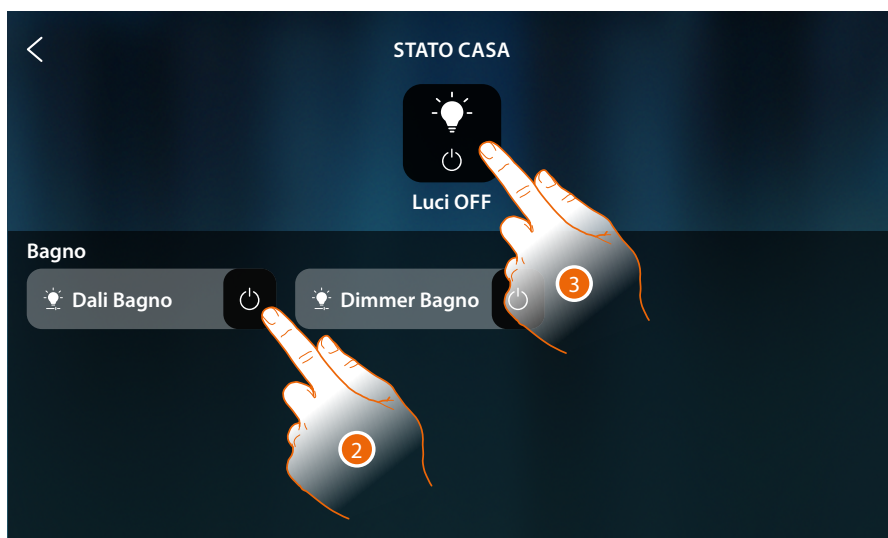 STATO CASA
Luci OFF
Bagno
Dali Bagno
Dimmer Bagno
3
2